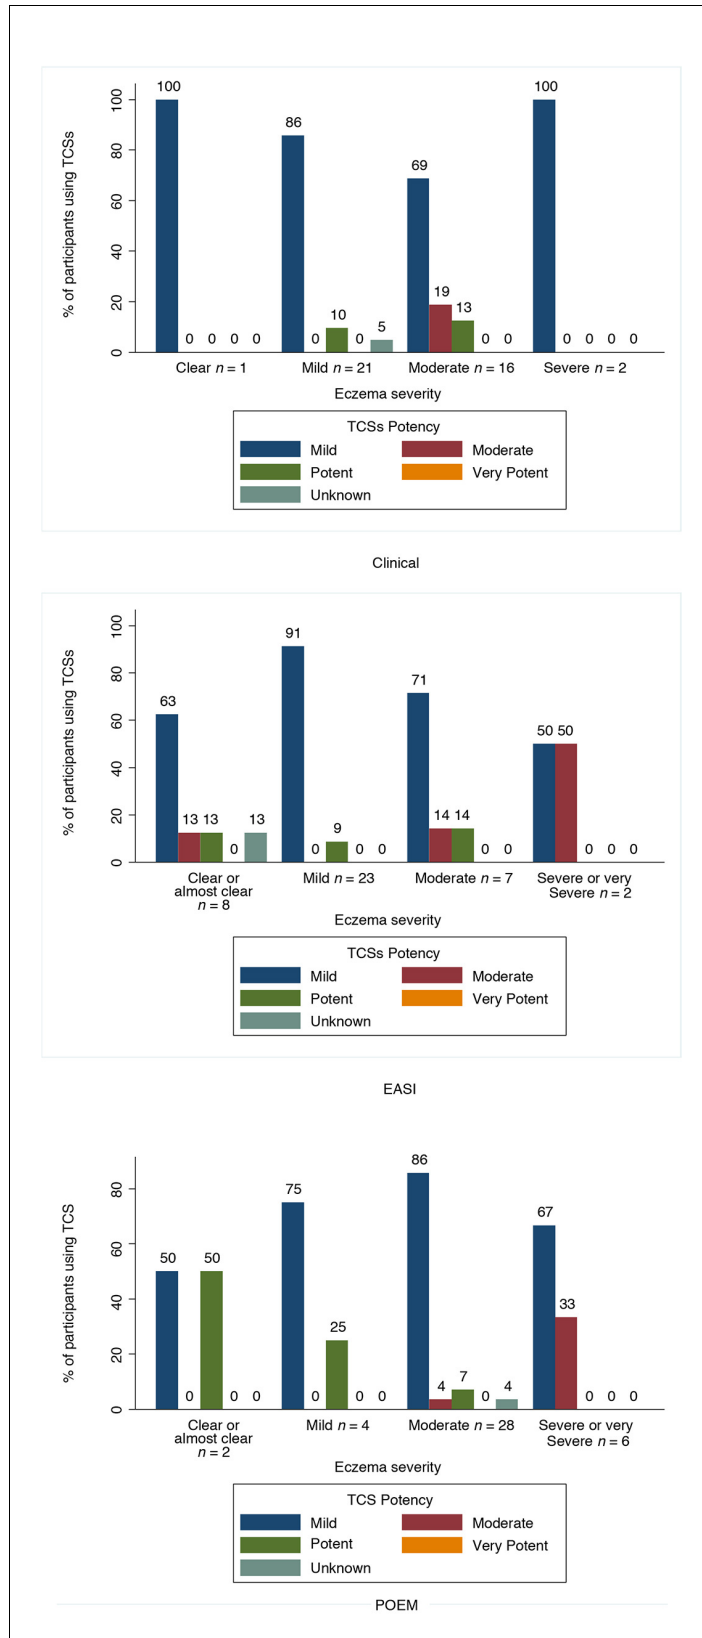 % of participants using TCSs
100
80
60
40
20
0
100 0 0 0 0
86 0 10 0 5
69 19 13 0 0
100 0 0 0 0
Clear n = 1 Mild n = 21 Moderate n = 16 Severe n = 2
Eczema severity
TCSs Potency
Mild Moderate
Potent Very Potent
Unknown
Clinical
% of participants using TCSs
100
80
60
40
20
0
63 13 13 0 13
91 0 9 0 0
71 14 14 0 0
50 50 0 0 0
Clear or
almost clear
n = 8
Mild n = 23
Moderate n = 7
Severe or very
Severe n = 2
Eczema severity
TCSs Potency
Mild Moderate
Potent Very Potent
Unknown
EASI
% of participants using TCS
80
60
40
20
0
50 0 50 0 0
75 0 25 0 0
86 4 7 0 4
67 33 0 0 0
Clear or
almost clear
n = 2
Mild n = 4
Moderate n = 28
Severe or very
Severe n = 6
Eczema severity
TCS Potency
Mild Moderate
Potent Very Potent
Unknown
POEM